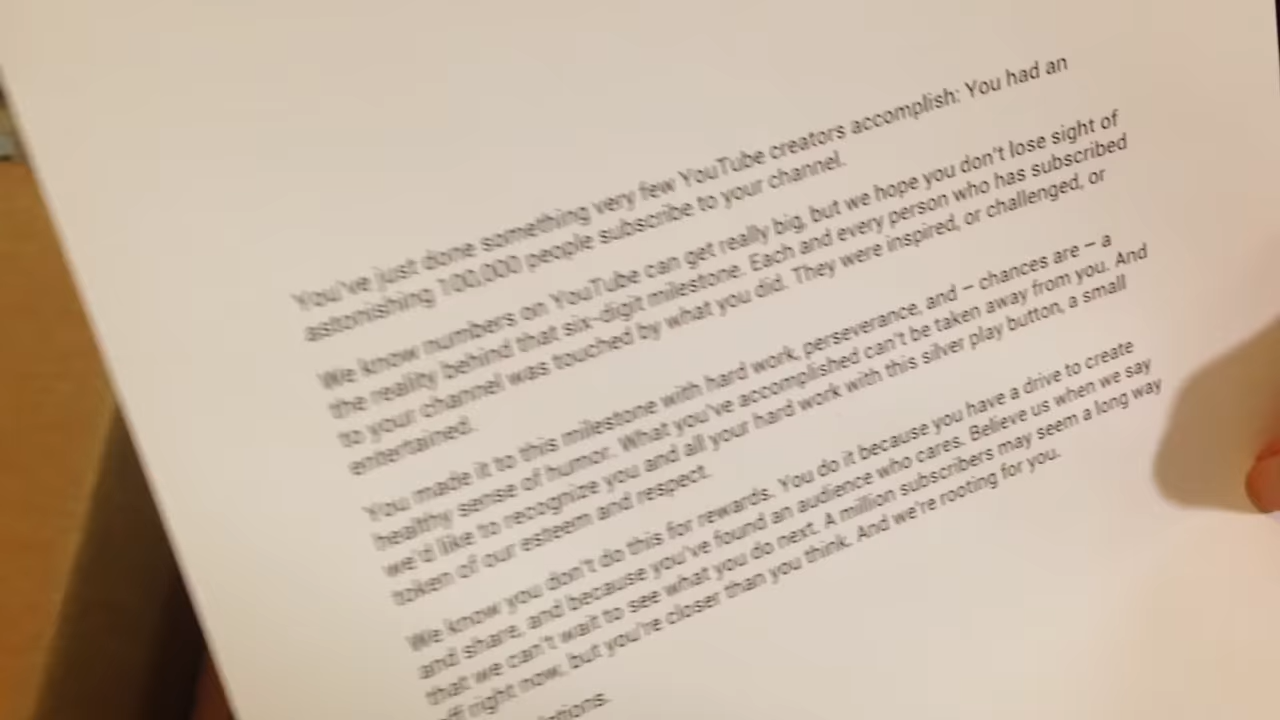 You've just done something very few YouTube creators accomplish: You had an
astonishing 100,000 people subscribe to your channel.
We know numbers on YouTube can get really big, but we hope you don't lose sight of
the reality behind that six-digit milestone. Each and every person who has subscribed
to your channel was touched by what you did. They were inspired, or challenged, or
entertained.
You made it to this milestone with hard work, perseverance, and – chances are – a
healthy sense of humor. What you've accomplished can't be taken away from you. And
we'd like to recognize you and all your hard work with this silver play button, a small
token of our esteem and respect.
We know you don't do this for rewards. You do it because you have a drive to create
and share, and because you've found an audience who cares. Believe us when we say
that we can't wait to see what you do next. A million subscribers may seem a long way
off right now, but you're closer than you think. And we're rooting for you.